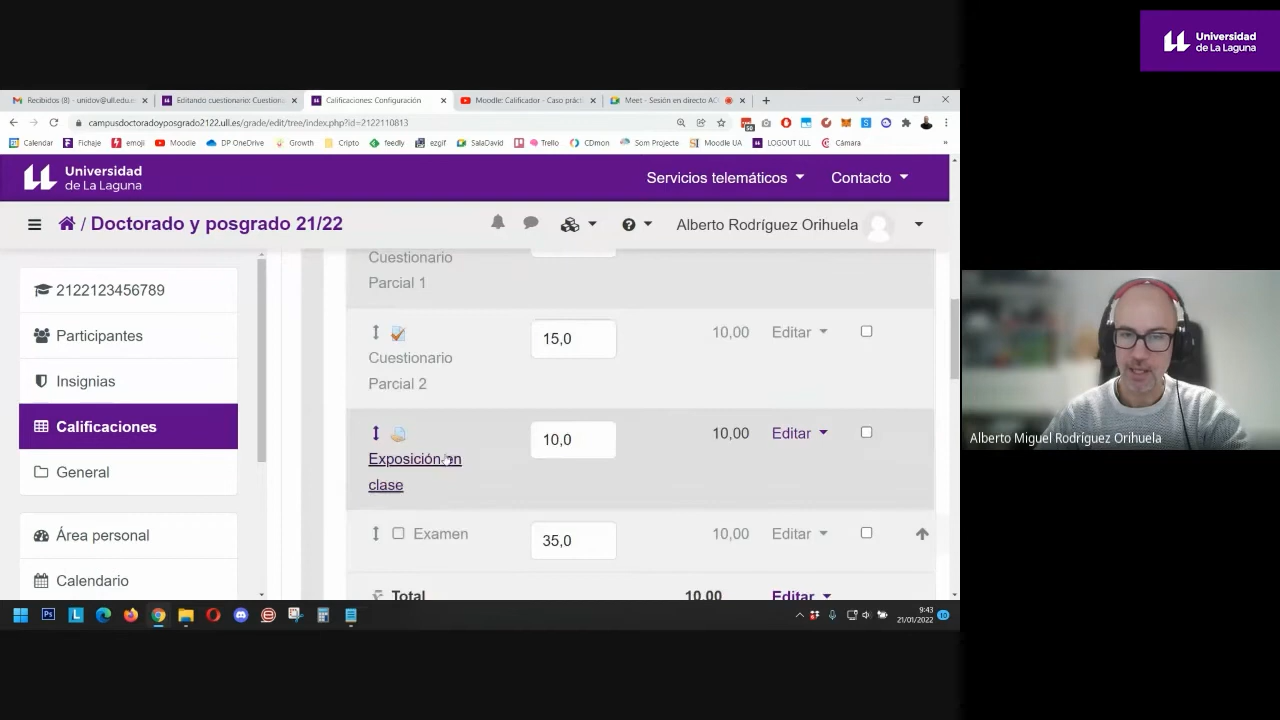 Universidad
de La Laguna
Recibidos (8) - unidov@ull.edu.e
Editando cuestionario: Cuestion
Calificaciones: Configuración
Moodle: Calificador - Caso práct
Meet - Sesión en directo AC
campusdoctoradoyposgrado2122.ull.es/grade/edit/tree/index.php?id=2122110813
50
Calendar
Fichaje
emoji
Moodle
DP OneDrive
Growth
Cripto
feedly
ezgif
SalaDavid
Moodle UA
Trello
CDmon
Som Projecte
LOGOUT ULL
Cámara
Universidad
de La Laguna
Servicios telemáticos
Contacto
/ Doctorado y posgrado 21/22
Alberto Rodríguez Orihuela
2122123456789
Participantes
Insignias
Calificaciones
General
Área personal
Calendario
Cuestionario
Parcial 1
Cuestionario
Parcial 2
15,0
10,00
Editar
Exposición en
clase
10,0
10,00
Editar
Examen
35,0
10,00
Editar
Total
10,00
Editar
9:43
21/01/2022
10
Alberto Miguel Rodríguez Orihuela